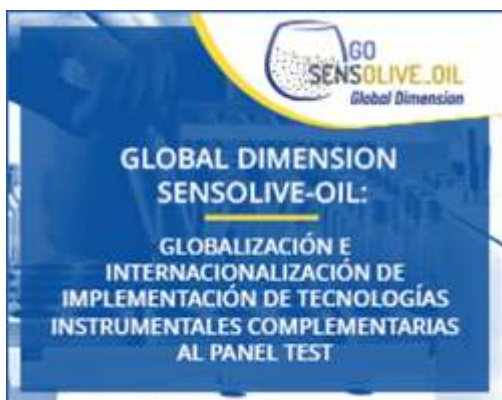 GO
SENSOLIVE_OIL
Global Dimension
GLOBAL DIMENSION
SENSOLIVE-OIL:
GLOBALIZACIÓN E
INTERNACIONALIZACIÓN DE
IMPLEMENTACIÓN DE TECNOLOGÍAS
INSTRUMENTALES COMPLEMENTARIAS
AL PANEL TEST